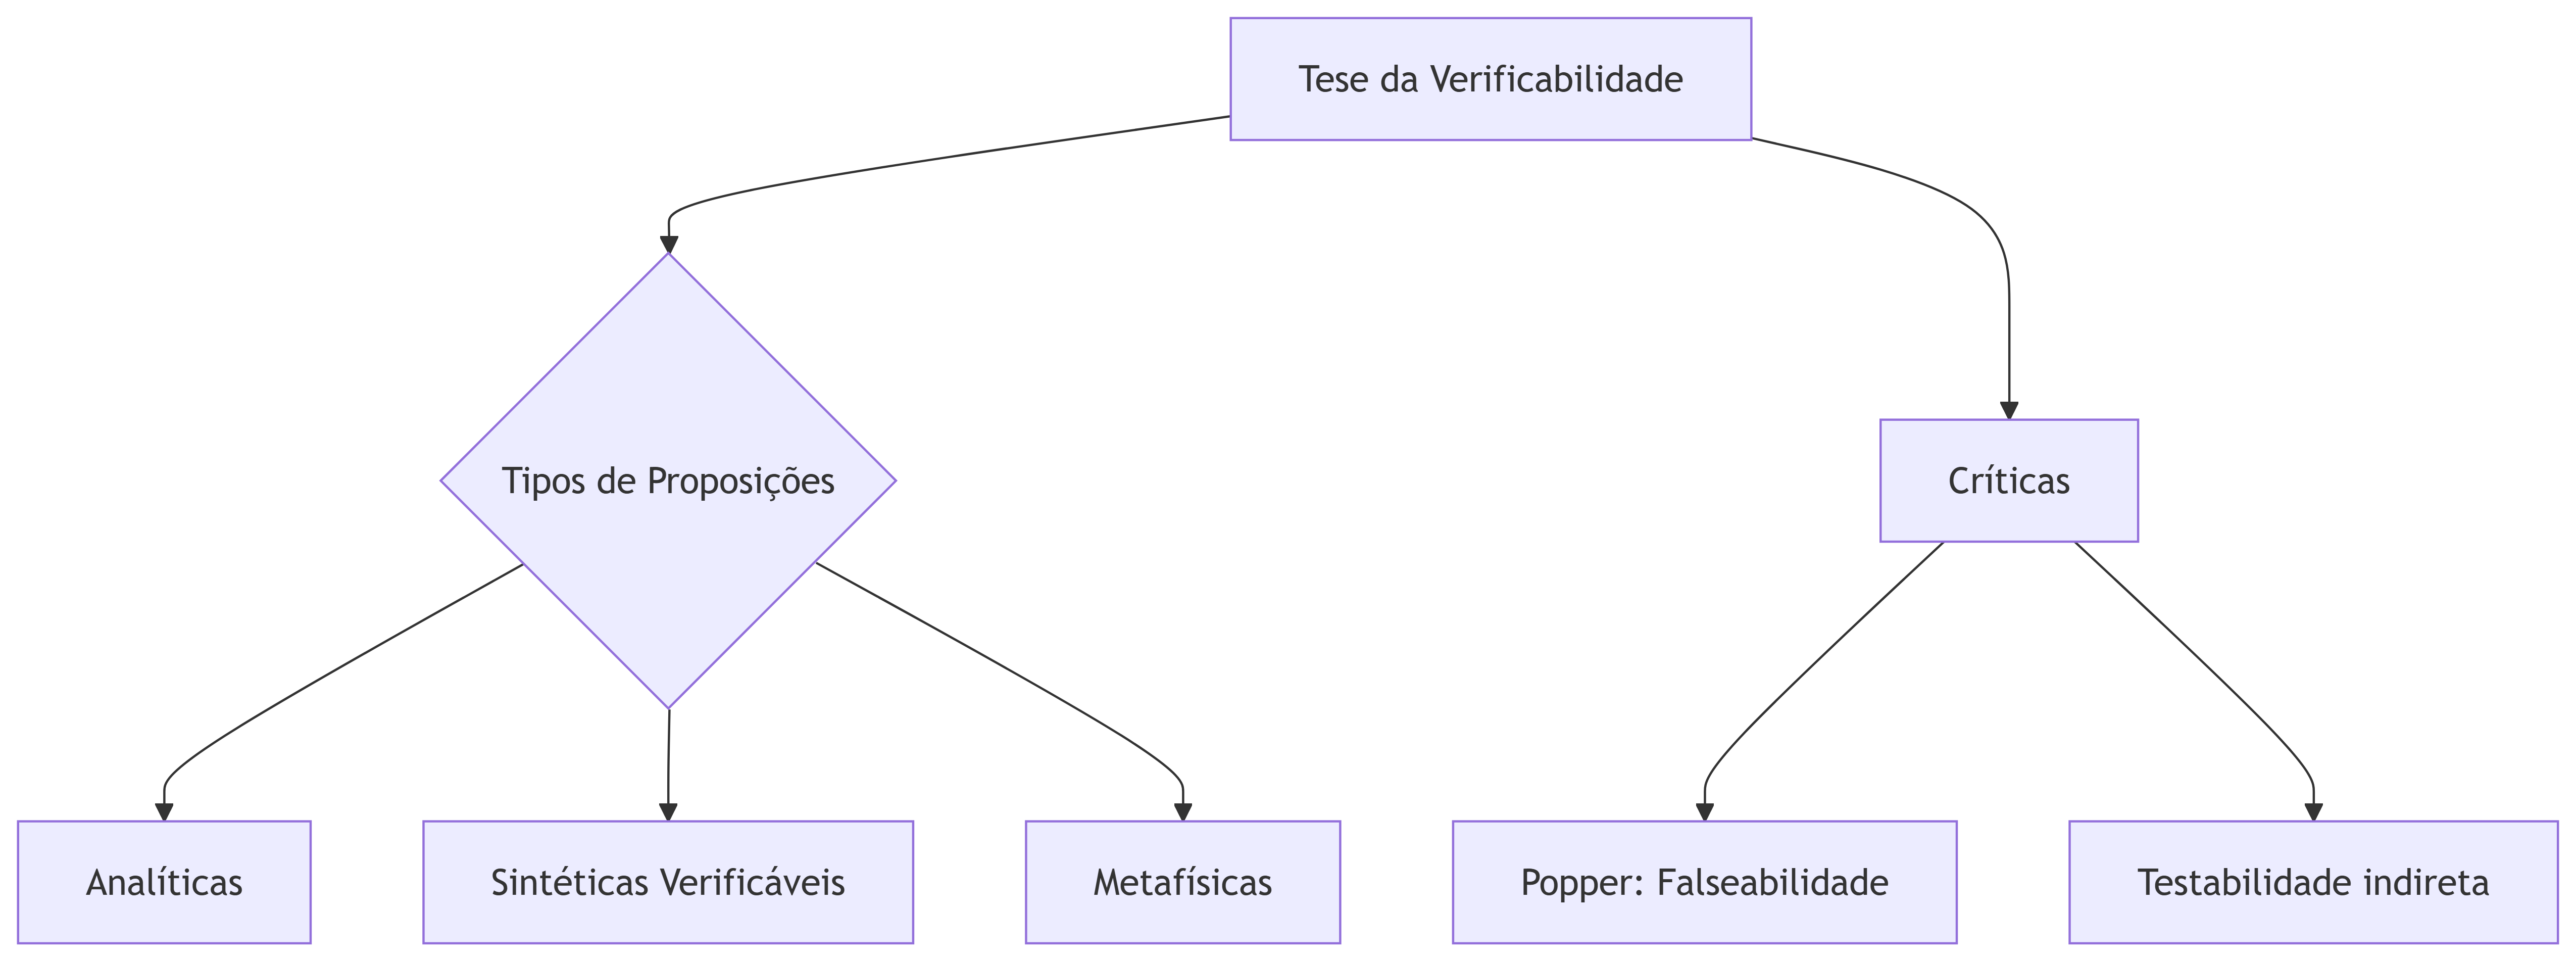 Tese da Verificabilidade
Tipos de Proposições
Críticas
Analíticas
Sintéticas Verificáveis
Metafísicas
Popper: Falseabilidade
Testabilidade indireta